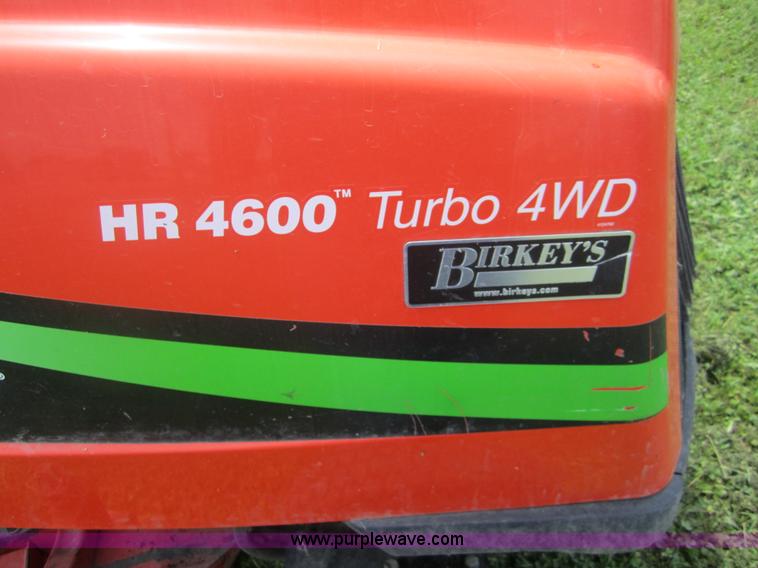 HR 4600™ Turbo 4WD
BIRKEY'S
www.birkeys.com
®
www.purplewave.com